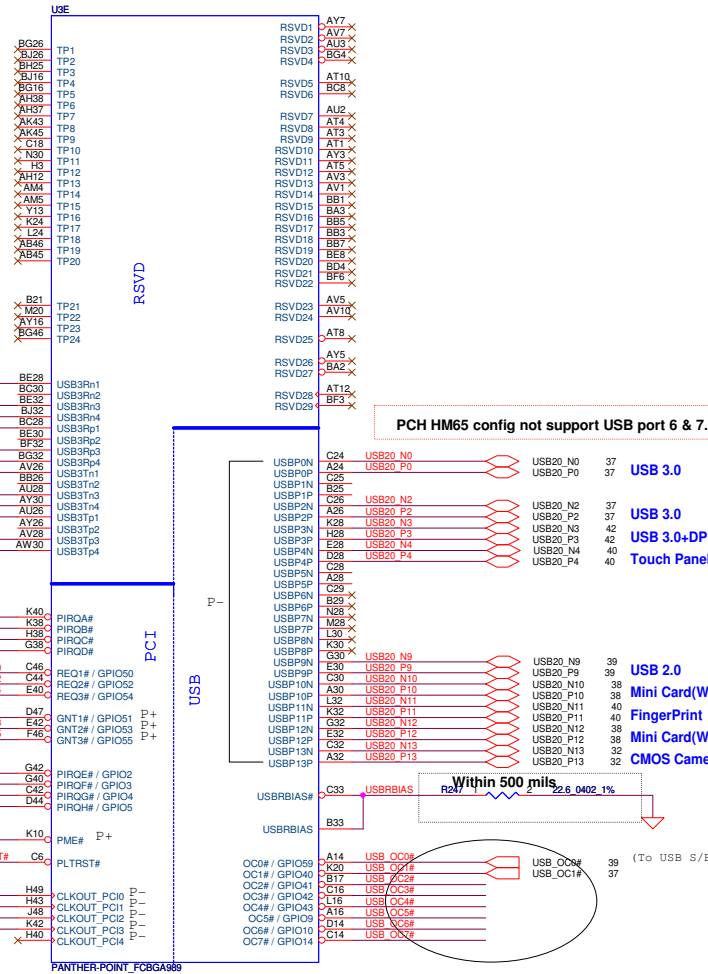 U3E
BG26 TP1
BJ26 TP2
BH25 TP3
BJ16 TP4
BG16 TP5
AH38 TP6
AH37 TP7
AK43 TP8
AK45 TP9
C18 TP10
N30 TP11
H3 TP12
AH12 TP13
AM4 TP14
AM5 TP15
Y13 TP16
K24 TP17
L24 TP18
AB46 TP19
AB45 TP20
B21 TP21
M20 TP22
AY16 TP23
BG46 TP24
RSVD
RSVD1 AY7
RSVD2 AV7
RSVD3 AU3
RSVD4 BG4
RSVD5 AT10
RSVD6 BC8
RSVD7 AU2
RSVD8 AT4
RSVD9 AT3
RSVD10 AT1
RSVD11 AY3
RSVD12 AT5
RSVD13 AV3
RSVD14 AV1
RSVD15 BB1
RSVD16 BA3
RSVD17 BB5
RSVD18 BB3
RSVD19 BB7
RSVD20 BE8
RSVD21 BD4
RSVD22 BF6
RSVD23 AV5
RSVD24 AV10
RSVD25 AT8
RSVD26 AY5
RSVD27 BA2
RSVD28 AT12
RSVD29 BF3
BE28 USB3Rn1
BC30 USB3Rn2
BE32 USB3Rn3
BJ32 USB3Rn4
BC28 USB3Rp1
BE30 USB3Rp2
BF32 USB3Rp3
BG32 USB3Rp4
AV26 USB3Tn1
BB26 USB3Tn2
AU28 USB3Tn3
AY30 USB3Tn4
AU26 USB3Tp1
AY26 USB3Tp2
AV28 USB3Tp3
AW30 USB3Tp4
PCH HM65 config not support USB port 6 & 7.
USBP0N C24 USB20_N0 USB20_N0 37
USBP0P A24 USB20_P0 USB20_P0 37 USB 3.0
USBP1N C25
USBP1P B25
USBP2N C26 USB20_N2 USB20_N2 37
USBP2P A26 USB20_P2 USB20_P2 37 USB 3.0
USBP3N K28 USB20_N3 USB20_N3 42
USBP3P H28 USB20_P3 USB20_P3 42 USB 3.0+DP
USBP4N E28 USB20_N4 USB20_N4 40
USBP4P D28 USB20_P4 USB20_P4 40 Touch Panel
USBP5N C28
USBP5P A28
USBP6N C29
USBP6P B29
USBP7N N28
USBP7P M28
USBP8N L30
USBP8P K30
USBP9N G30 USB20_N9 USB20_N9 39
USBP9P E30 USB20_P9 USB20_P9 39 USB 2.0
USBP10N C30 USB20_N10 USB20_N10 38
USBP10P A30 USB20_P10 USB20_P10 38 Mini Card(W
USBP11N L32 USB20_N11 USB20_N11 40
USBP11P K32 USB20_P11 USB20_P11 40 FingerPrint
USBP12N G32 USB20_N12 USB20_N12 38
USBP12P E32 USB20_P12 USB20_P12 38 Mini Card(W
USBP13N C32 USB20_N13 USB20_N13 32
USBP13P A32 USB20_P13 USB20_P13 32 CMOS Came
P-
USB
PCI
K40 PIRQA#
K38 PIRQB#
H38 PIRQC#
G38 PIRQD#
C46 REQ1# / GPIO50
C44 REQ2# / GPIO52
E40 REQ3# / GPIO54
D47 GNT1# / GPIO51 P+
E42 GNT2# / GPIO53 P+
F46 GNT3# / GPIO55 P+
G42 PIRQE# / GPIO2
G40 PIRQF# / GPIO3
C42 PIRQG# / GPIO4
D44 PIRQH# / GPIO5
K10 PME# P+
T# C6 PLTRST#
H49 CLKOUT_PCI0 P-
H43 CLKOUT_PCI1 P-
J48 CLKOUT_PCI2 P-
K42 CLKOUT_PCI3 P-
H40 CLKOUT_PCI4 P-
Within 500 mils
USBRBIAS# C33 USBRBIAS R247 1 2 22.6_0402_1%
USBRBIAS B33
OC0# / GPIO59 A14 USB_OC0# USB_OC0# 39 (To USB S/B
OC1# / GPIO40 K20 USB_OC1# USB_OC1# 37
OC2# / GPIO41 B17 USB_OC2#
OC3# / GPIO42 C16 USB_OC3#
OC4# / GPIO43 L16 USB_OC4#
OC5# / GPIO9 A16 USB_OC5#
OC6# / GPIO10 D14 USB_OC6#
OC7# / GPIO14 C14 USB_OC7#
PANTHER-POINT_FCBGA989